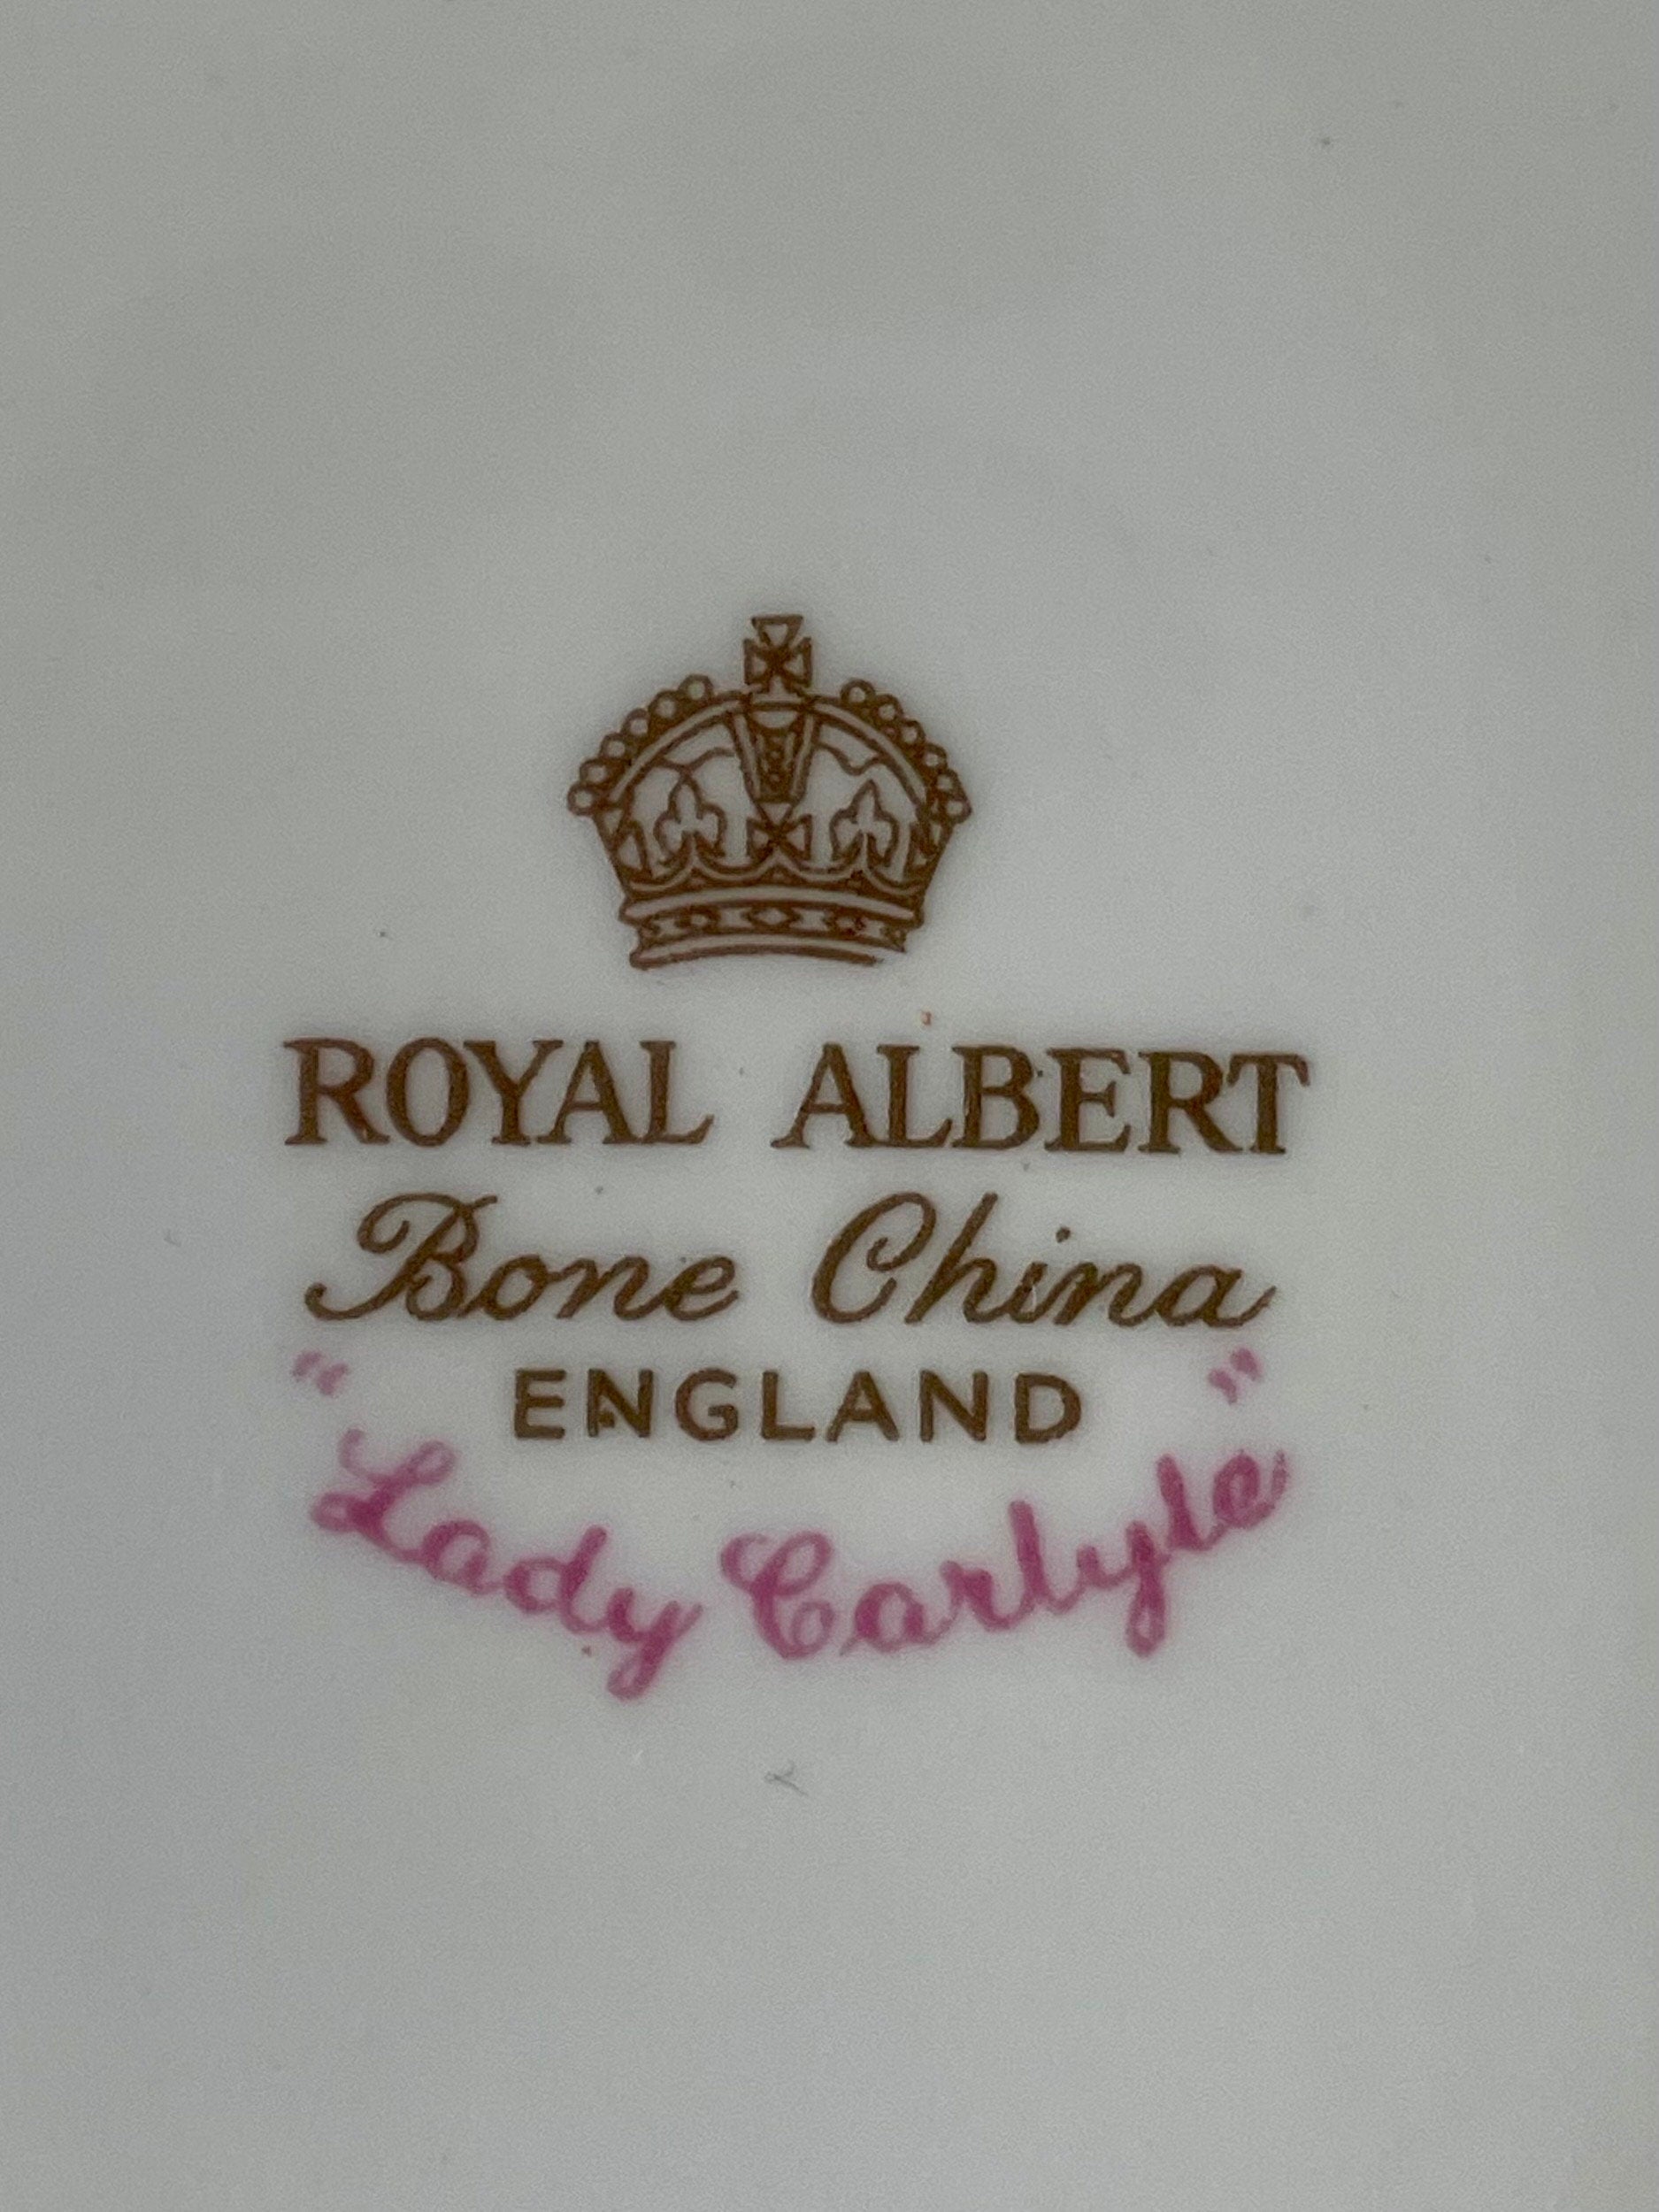 ROYAL ALBERT
Bone China
ENGLAND
"Lady Carlyle"